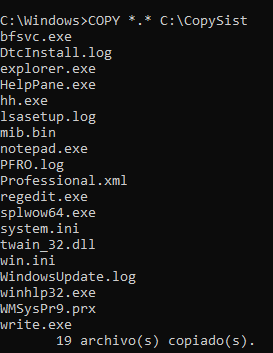 C:\Windows>COPY *.* C:\CopySist
bfsvc.exe
DtcInstall.log
explorer.exe
HelpPane.exe
hh.exe
lsasetup.log
mib.bin
notepad.exe
PFRO.log
Professional.xml
regedit.exe
splwow64.exe
system.ini
twain_32.dll
win.ini
WindowsUpdate.log
winhlp32.exe
WMSysPr9.prx
write.exe
19 archivo(s) copiado(s).